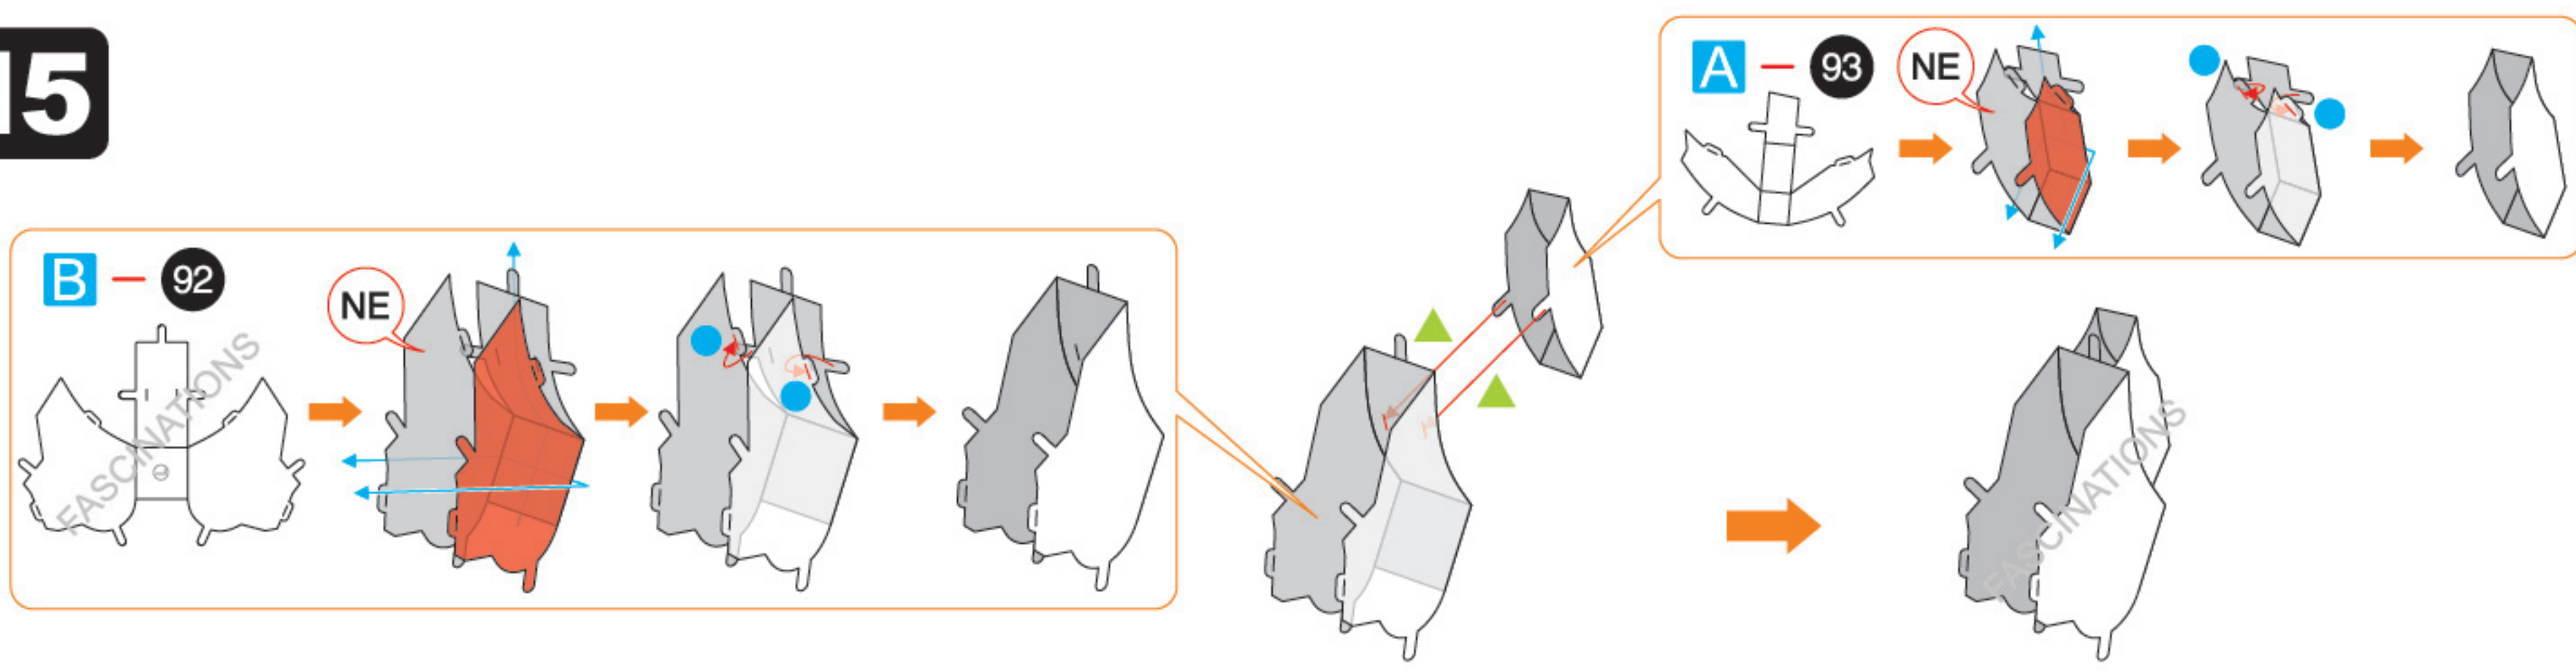 15
A 93 NE
B 92 NE
FASCINATIONS
FASCINATIONS